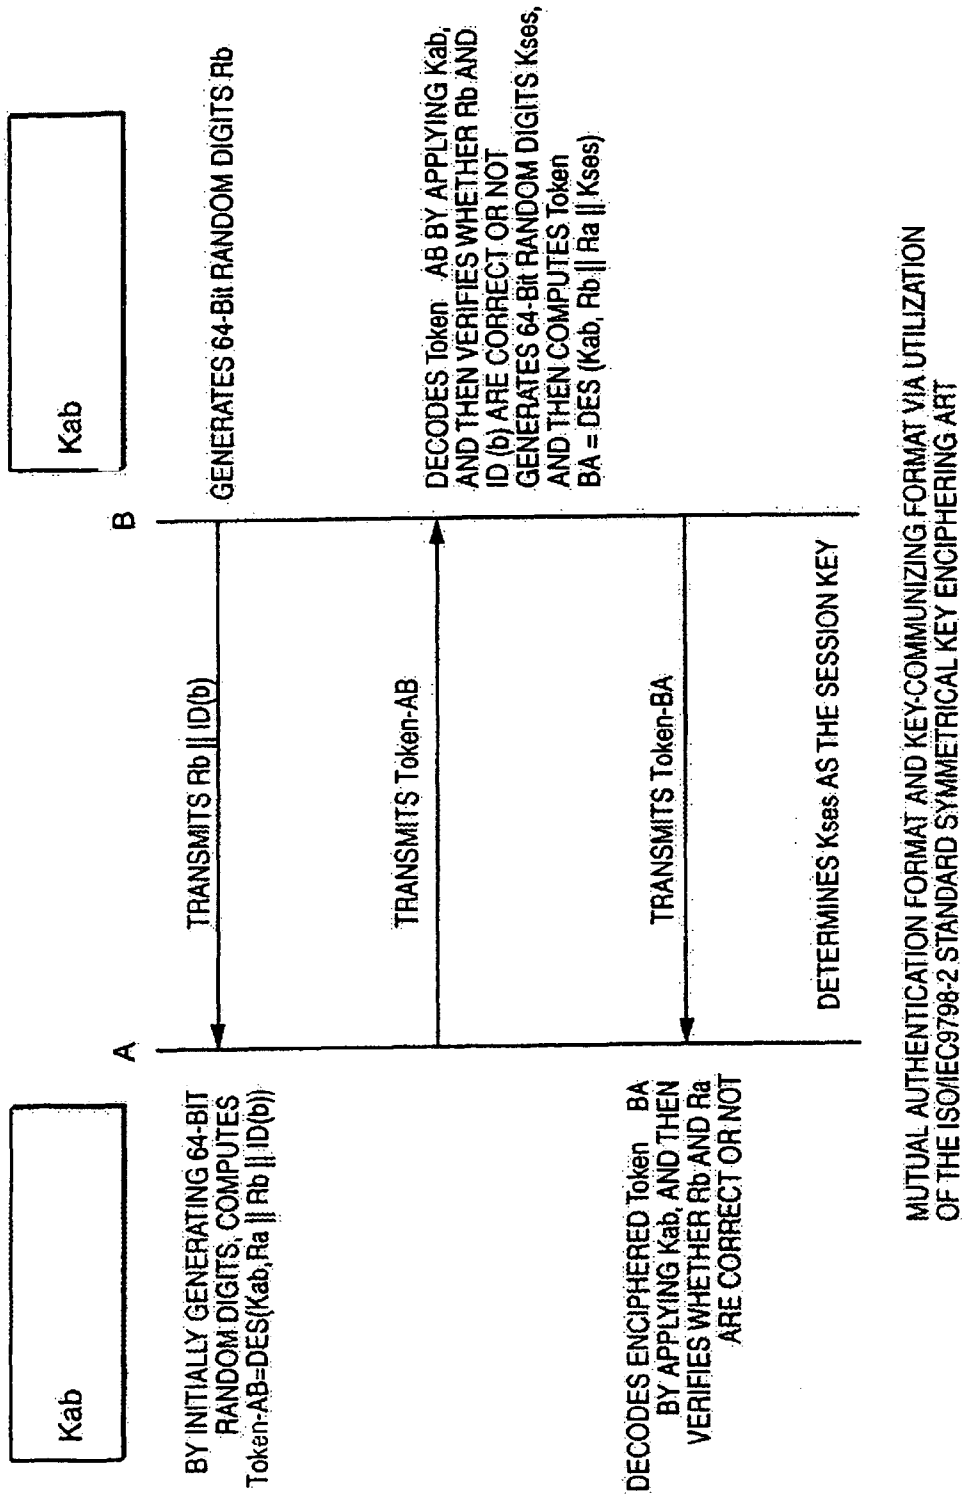 Kab
Kab
A
B
GENERATES 64-Bit RANDOM DIGITS Rb
TRANSMITS Rb || ID(b)
BY INITIALLY GENERATING 64-BIT
RANDOM DIGITS, COMPUTES
Token-AB=DES(Kab,Ra || Rb || ID(b))
TRANSMITS Token-AB
DECODES Token AB BY APPLYING Kab,
AND THEN VERIFIES WHETHER Rb AND
ID (b) ARE CORRECT OR NOT
GENERATES 64-Bit RANDOM DIGITS Kses,
AND THEN COMPUTES Token
BA = DES (Kab, Rb || Ra || Kses)
TRANSMITS Token-BA
DECODES ENCIPHERED Token BA
BY APPLYING Kab, AND THEN
VERIFIES WHETHER Rb AND Ra
ARE CORRECT OR NOT
DETERMINES Kses AS THE SESSION KEY
MUTUAL AUTHENTICATION FORMAT AND KEY-COMMUNIZING FORMAT VIA UTILIZATION
OF THE ISO/IEC9798-2 STANDARD SYMMETRICAL KEY ENCIPHERING ART